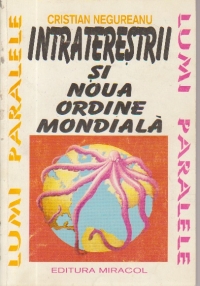 CRISTIAN NEGUREANU
INTRATEREȘTRII
ȘI
NOUA
ORDINE
MONDIALĂ
LUMI PARALELE
LUMI PARALELE
EDITURA MIRACOL